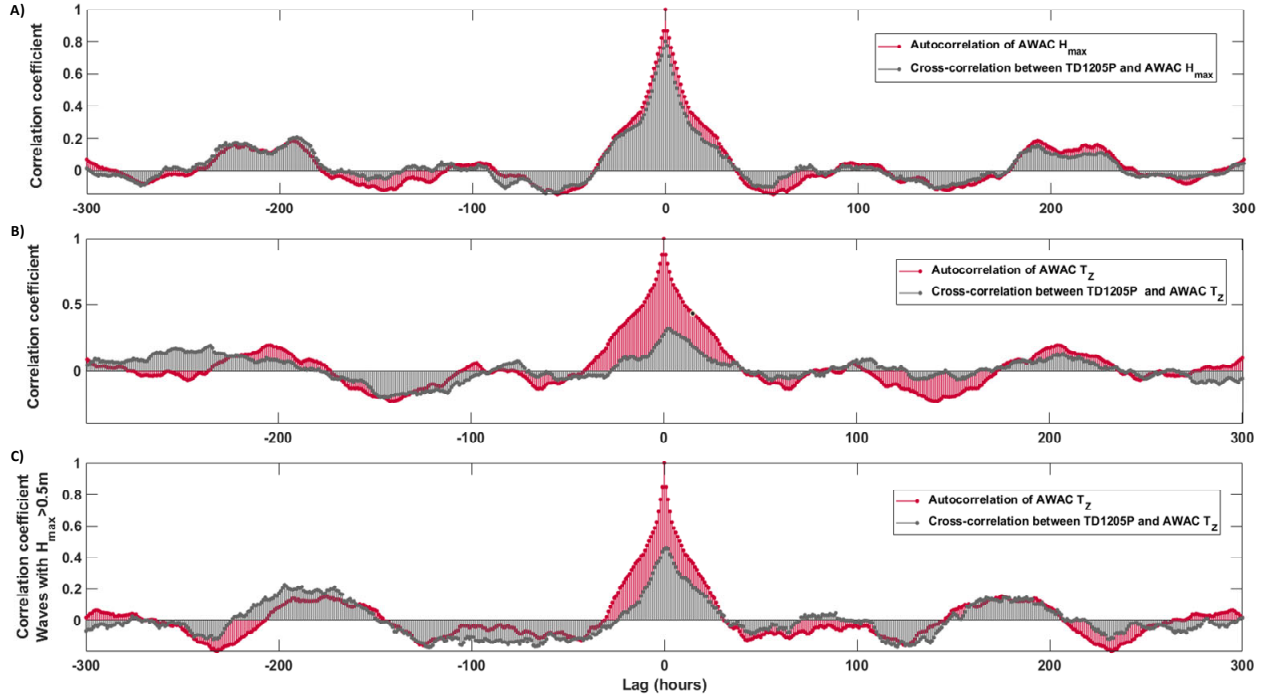 A)
Correlation coefficient
1
0.8
0.6
0.4
0.2
0
-300
-200
-100
0
100
200
300
Autocorrelation of AWAC Hmax
Cross-correlation between TD1205P and AWAC Hmax
B)
Correlation coefficient
1
0.5
0
-200
-100
0
100
200
300
Autocorrelation of AWAC TZ
Cross-correlation between TD1205P and AWAC TZ
C)
Correlation coefficient
Waves with Hmax>0.5m
1
0.8
0.6
0.4
0.2
0
-300
-200
-100
0
100
200
300
Autocorrelation of AWAC TZ
Cross-correlation between TD1205P and AWAC TZ
Lag (hours)